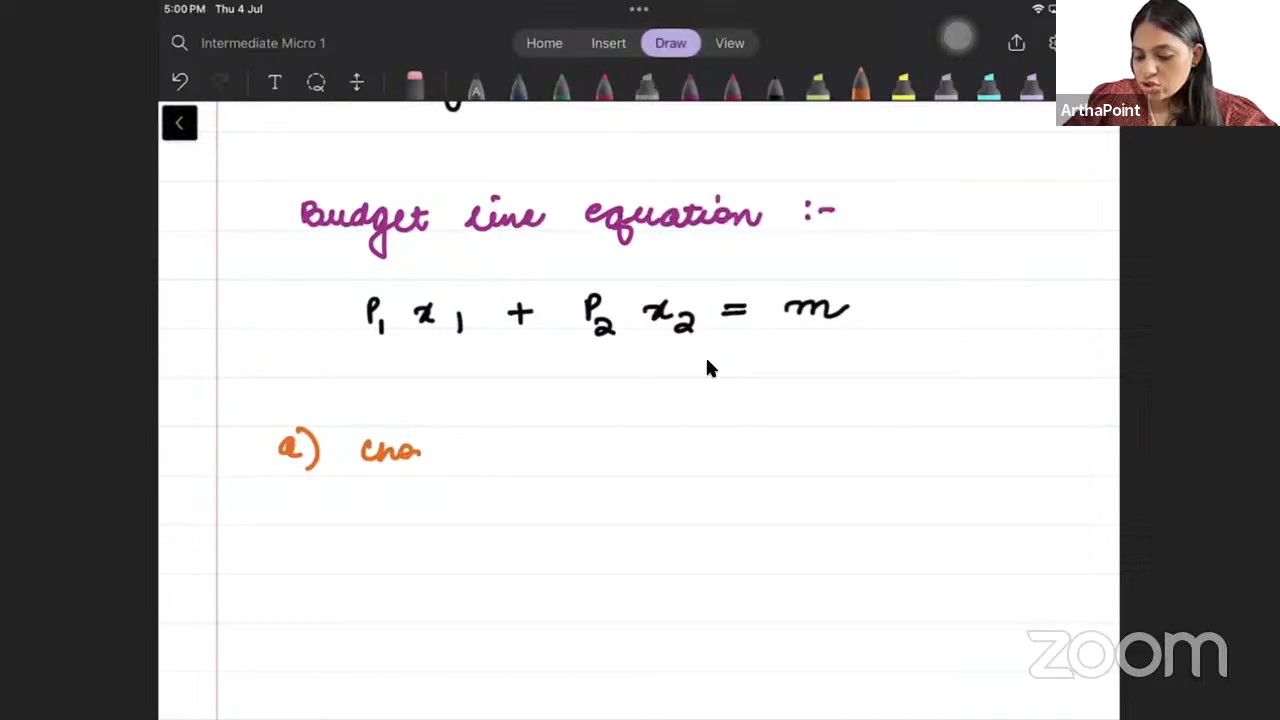 5:00 PM Thu 4 Jul
Intermediate Micro 1
Home Insert Draw View
ArthaPoint
Budget line equation :-
P₁ x₁ + P₂ x₂ = m
a) cha
zoom